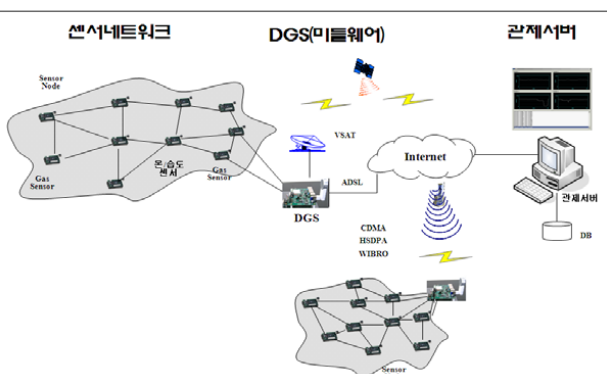 센서네트워크
DGS(미들웨어)
관제서버
Sensor
Node
VSAT
Internet
온/습도
센서
Gas
Sensor
Gas
Sensor
ADSL
DGS
관제서버
CDMA
HSDPA
WIBRO
DB
Sensor